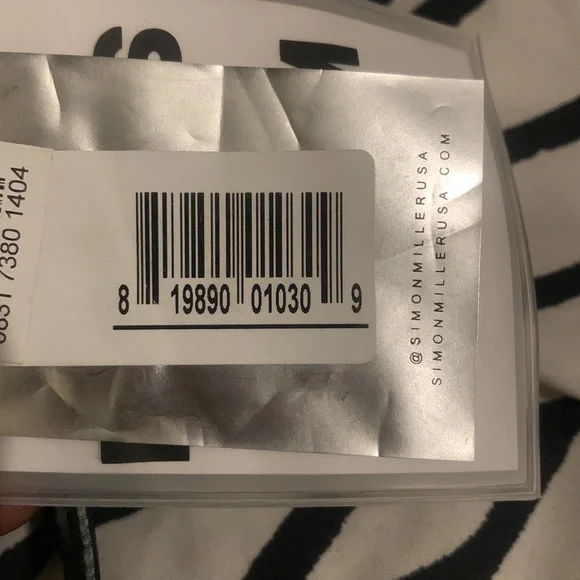 8 19890 01030 9
@SIMONMILLERUSA
SIMONMILLERUSA.COM
7380 1404